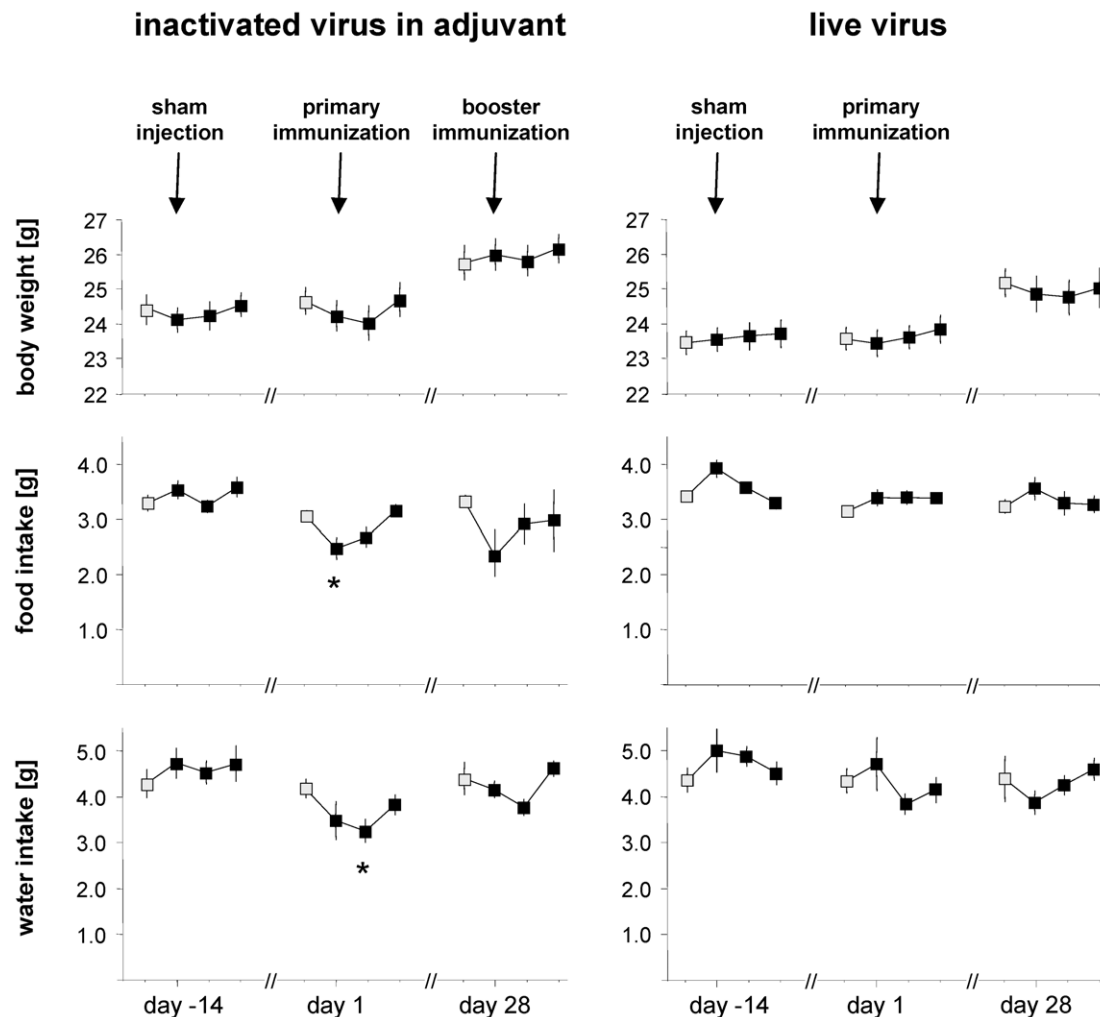 inactivated virus in adjuvant
live virus
sham
injection
primary
immunization
booster
immunization
sham
injection
primary
immunization
body weight [g]
27
26
25
24
23
22
27
26
25
24
23
22
//
//
//
//
food intake [g]
4.0
3.0
2.0
1.0
4.0
3.0
2.0
1.0
*
//
//
//
//
water intake [g]
5.0
4.0
3.0
2.0
1.0
5.0
4.0
3.0
2.0
1.0
*
//
//
//
//
day -14
day 1
day 28
day -14
day 1
day 28